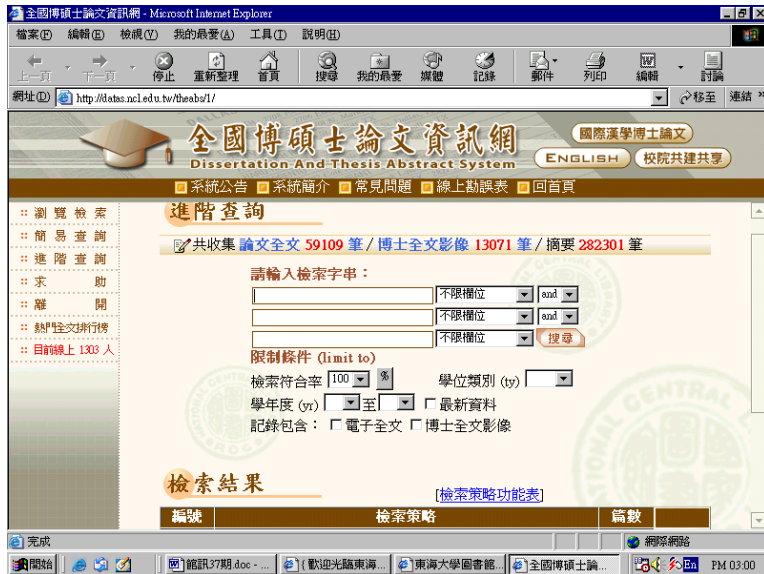 全國博碩士論文資訊網 - Microsoft Internet Explorer
檔案(F) 編輯(E) 檢視(V) 我的最愛(A) 工具(T) 說明(H)
上一頁 下一頁 停止 重新整理 首頁 搜尋 我的最愛 媒體 記錄 郵件 列印 編輯 討論
網址(D) http://datas.ncl.edu.tw/theabs/1/ 移至 連結 »
全國博碩士論文資訊網 國際漢學博士論文
Dissertation And Thesis Abstract System ENGLISH 校院共建共享
系統公告 系統簡介 常見問題 線上勘誤表 回首頁
:: 瀏覽檢索
:: 簡易查詢
:: 進階查詢
:: 求助
:: 離開
:: 熱門全文排行榜
:: 目前線上 1303 人
進階查詢
共收集 論文全文 59109 筆 / 博士全文影像 13071 筆 / 摘要 282301 筆
請輸入檢索字串：
不限欄位 and
不限欄位 and
不限欄位 搜尋
限制條件 (limit to)
檢索符合率 100 % 學位類別 (ty)
學年度 (yr) 至 最新資料
記錄包含： 電子全文 博士全文影像
檢索結果 [檢索策略功能表]
編號 檢索策略 篇數
完成 網際網路
開始 館訊37期.doc - ... ( 歡迎光臨東海... 東海大學圖書館... 全國博碩士論... En PM 03:00